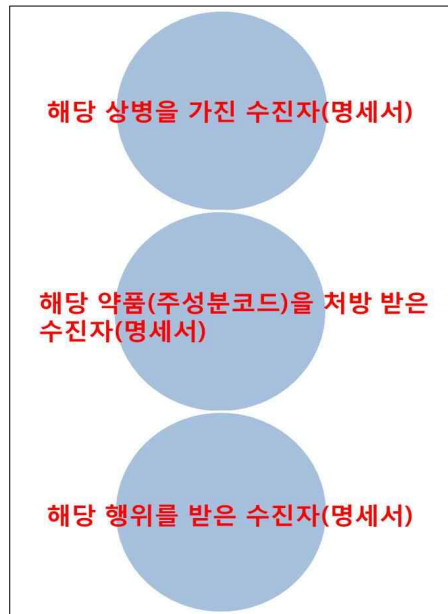 해당 상병을 가진 수진자(명세서)
해당 약품(주성분코드)을 처방 받은
수진자(명세서)
해당 행위를 받은 수진자(명세서)